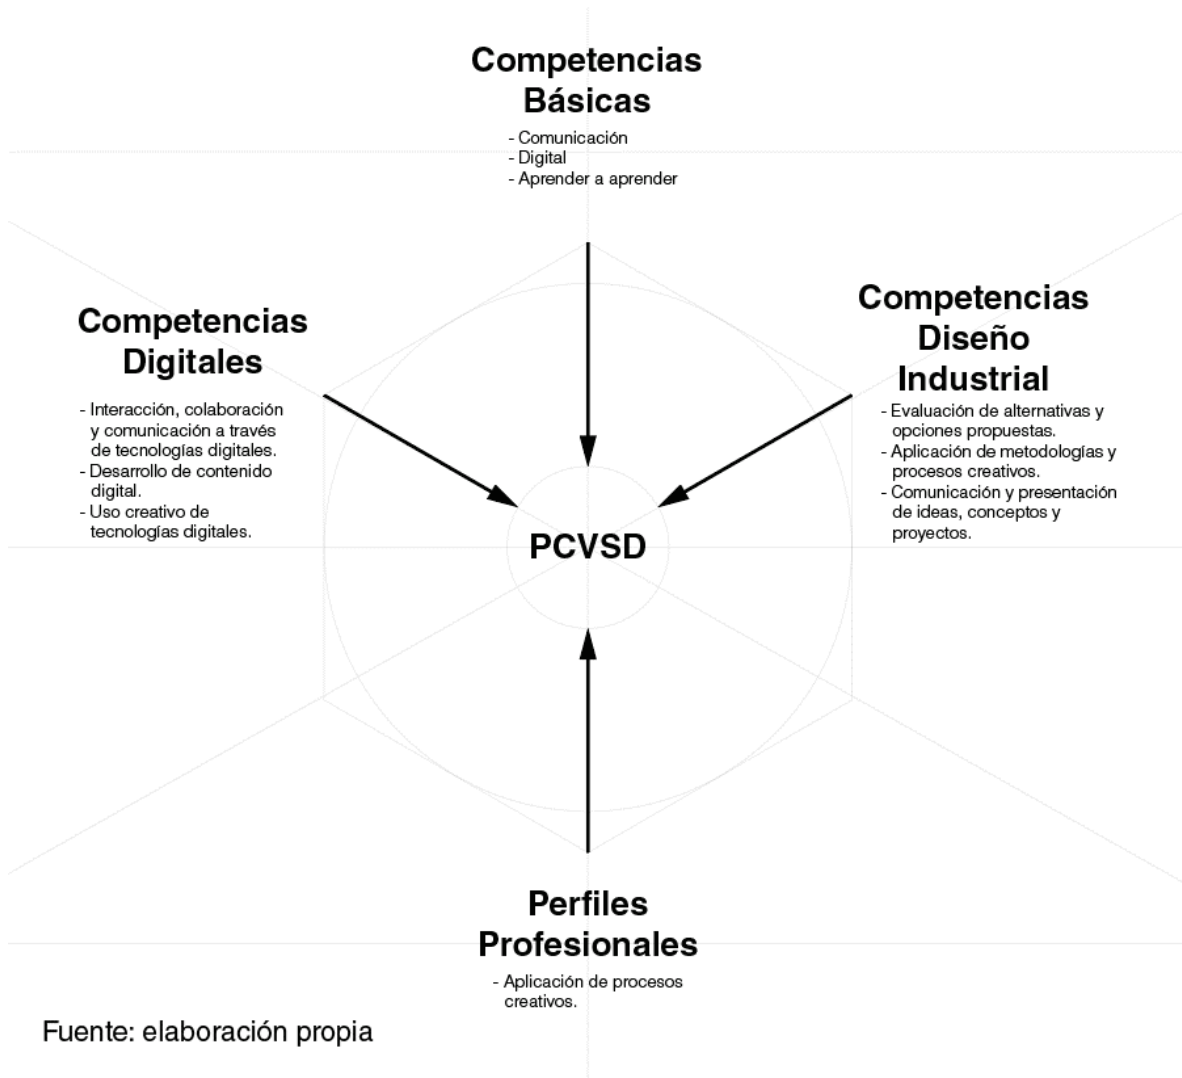 Competencias
Básicas
- Comunicación
- Digital
- Aprender a aprender
Competencias
Digitales
- Interacción, colaboración
y comunicación a través
de tecnologías digitales.
- Desarrollo de contenido
digital.
- Uso creativo de
tecnologías digitales.
Competencias
Diseño
Industrial
- Evaluación de alternativas y
opciones propuestas.
- Aplicación de metodologías y
procesos creativos.
- Comunicación y presentación
de ideas, conceptos y
proyectos.
PCVSD
Perfiles
Profesionales
- Aplicación de procesos
creativos.
Fuente: elaboración propia